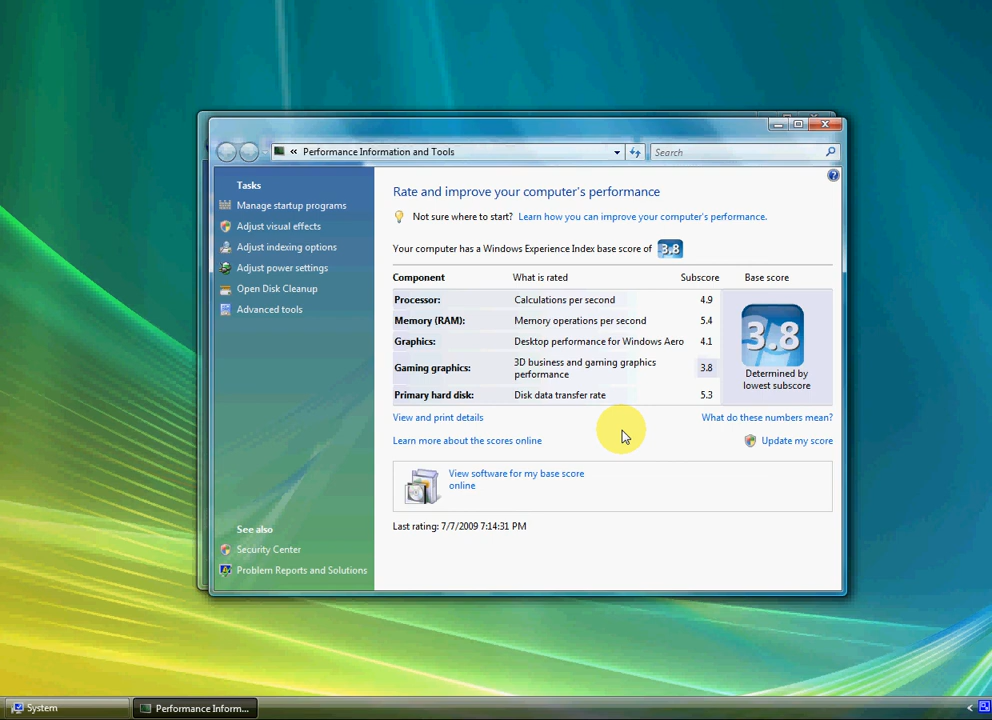 « Performance Information and Tools
Search
Tasks
Manage startup programs
Adjust visual effects
Adjust indexing options
Adjust power settings
Open Disk Cleanup
Advanced tools
See also
Security Center
Problem Reports and Solutions
Rate and improve your computer's performance
Not sure where to start? Learn how you can improve your computer's performance.
Your computer has a Windows Experience Index base score of 3.8
Component What is rated Subscore Base score
Processor: Calculations per second 4.9
Memory (RAM): Memory operations per second 5.4
Graphics: Desktop performance for Windows Aero 4.1
Gaming graphics: 3D business and gaming graphics performance 3.8
Primary hard disk: Disk data transfer rate 5.3
3.8
Determined by
lowest subscore
View and print details What do these numbers mean?
Learn more about the scores online Update my score
View software for my base score
online
Last rating: 7/7/2009 7:14:31 PM
System Performance Inform...